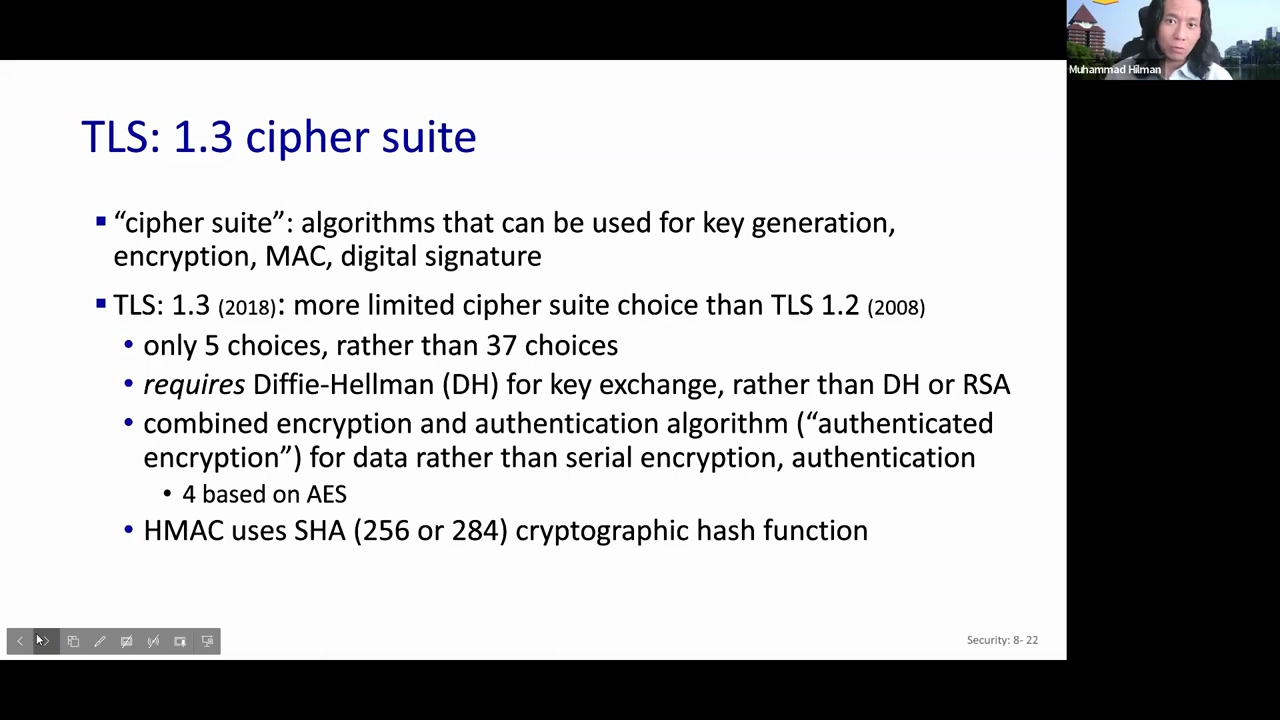 Muhammad Hilman
TLS: 1.3 cipher suite
▪ “cipher suite”: algorithms that can be used for key generation,
encryption, MAC, digital signature
▪ TLS: 1.3 (2018): more limited cipher suite choice than TLS 1.2 (2008)
• only 5 choices, rather than 37 choices
• requires Diffie-Hellman (DH) for key exchange, rather than DH or RSA
• combined encryption and authentication algorithm (“authenticated
encryption”) for data rather than serial encryption, authentication
• 4 based on AES
• HMAC uses SHA (256 or 284) cryptographic hash function
Security: 8- 22